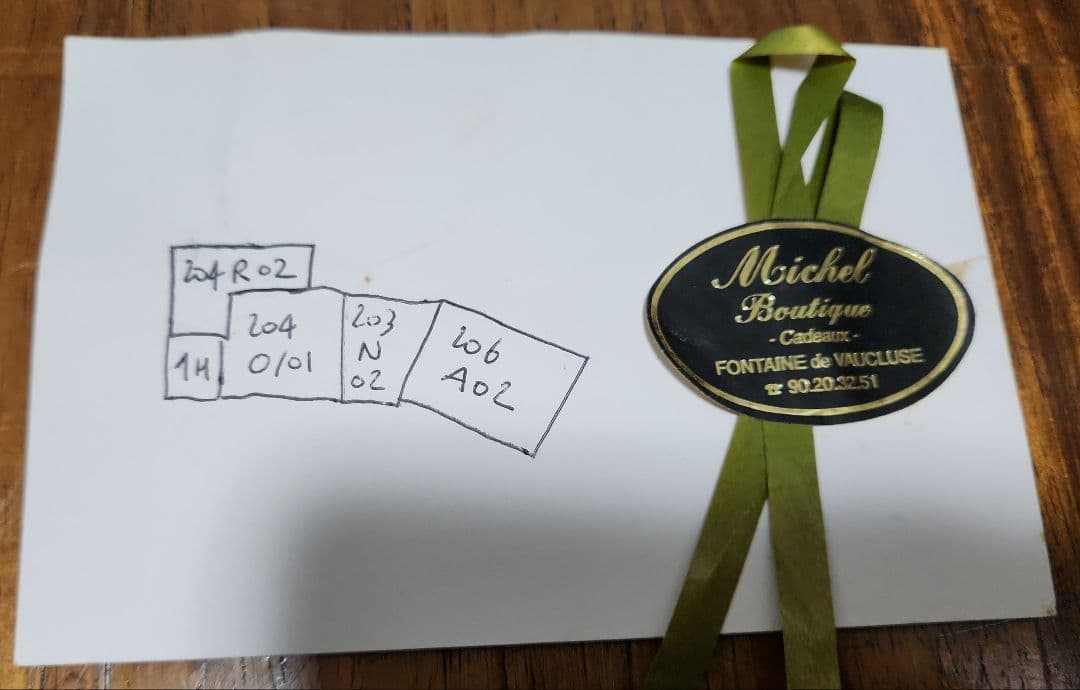 204 R 02
204
0/01
1H
203
N
02
206
A02
Michel
Boutique
- Cadeaux -
FONTAINE de VAUCLUSE
☎ 90.20.32.51